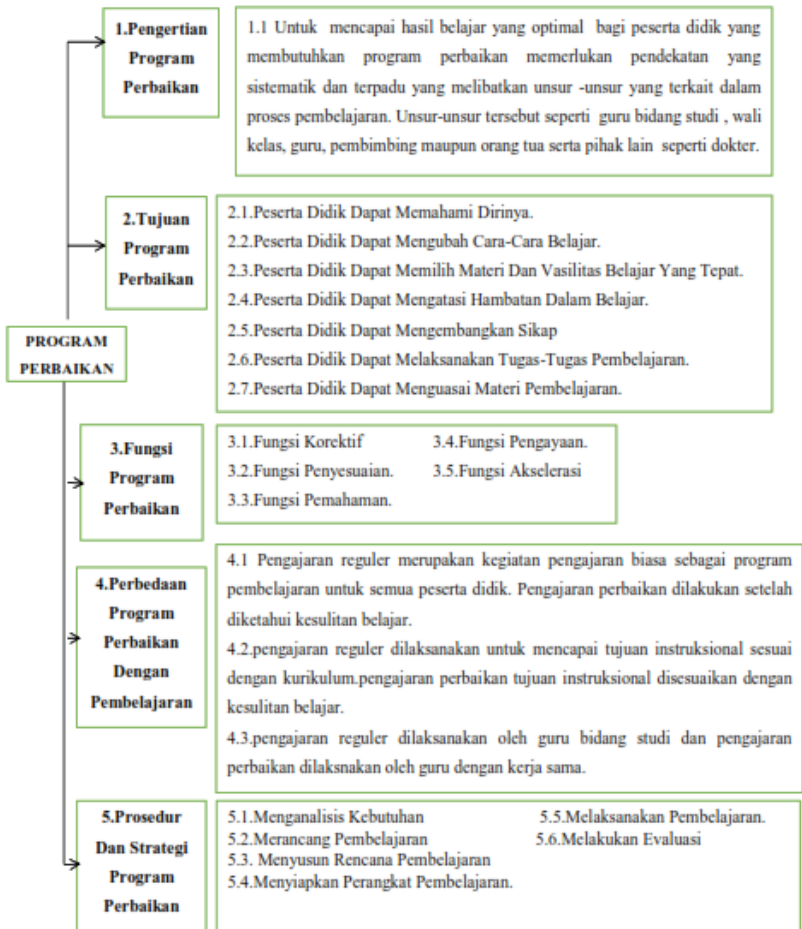 PROGRAM
PERBAIKAN
1.Pengertian
Program
Perbaikan
1.1 Untuk mencapai hasil belajar yang optimal bagi peserta didik yang
membutuhkan program perbaikan memerlukan pendekatan yang
sistematik dan terpadu yang melibatkan unsur -unsur yang terkait dalam
proses pembelajaran. Unsur-unsur tersebut seperti guru bidang studi , wali
kelas, guru, pembimbing maupun orang tua serta pihak lain seperti dokter.
2.Tujuan
Program
Perbaikan
2.1.Peserta Didik Dapat Memahami Dirinya.
2.2.Peserta Didik Dapat Mengubah Cara-Cara Belajar.
2.3.Peserta Didik Dapat Memilih Materi Dan Vasilitas Belajar Yang Tepat.
2.4.Peserta Didik Dapat Mengatasi Hambatan Dalam Belajar.
2.5.Peserta Didik Dapat Mengembangkan Sikap
2.6.Peserta Didik Dapat Melaksanakan Tugas-Tugas Pembelajaran.
2.7.Peserta Didik Dapat Menguasai Materi Pembelajaran.
3.Fungsi
Program
Perbaikan
3.1.Fungsi Korektif
3.2.Fungsi Penyesuaian.
3.3.Fungsi Pemahaman.
3.4.Fungsi Pengayaan.
3.5.Fungsi Akselerasi
4.Perbedaan
Program
Perbaikan
Dengan
Pembelajaran
4.1 Pengajaran reguler merupakan kegiatan pengajaran biasa sebagai program
pembelajaran untuk semua peserta didik. Pengajaran perbaikan dilakukan setelah
diketahui kesulitan belajar.
4.2.pengajaran reguler dilaksanakan untuk mencapai tujuan instruksional sesuai
dengan kurikulum.pengajaran perbaikan tujuan instruksional disesuaikan dengan
kesulitan belajar.
4.3.pengajaran reguler dilaksanakan oleh guru bidang studi dan pengajaran
perbaikan dilaksnakan oleh guru dengan kerja sama.
5.Prosedur
Dan Strategi
Program
Perbaikan
5.1.Menganalisis Kebutuhan
5.2.Merancang Pembelajaran
5.3. Menyusun Rencana Pembelajaran
5.4.Menyiapkan Perangkat Pembelajaran.
5.5.Melaksanakan Pembelajaran.
5.6.Melakukan Evaluasi